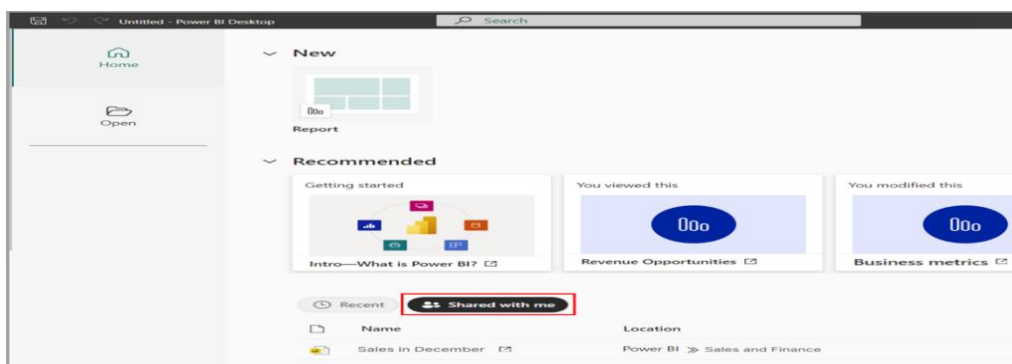 Untitled - Power BI Desktop
Search
Home
Open
New
Report
Recommended
Getting started
You viewed this
You modified this
Intro—What is Power BI?
Revenue Opportunities
Business metrics
Recent
Shared with me
Name
Location
Sales in December
Power BI
Sales and Finance